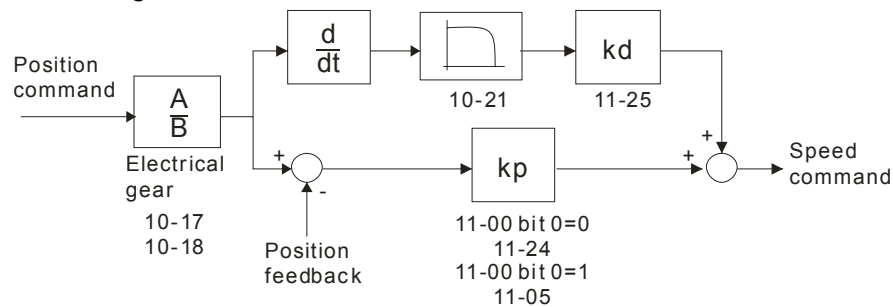 Position
command
A
B
Electrical
gear
10-17
10-18
d
dt
10-21
kd
11-25
+
-
Position
feedback
kp
11-00 bit 0=0
11-24
11-00 bit 0=1
11-05
+
+
Speed
command